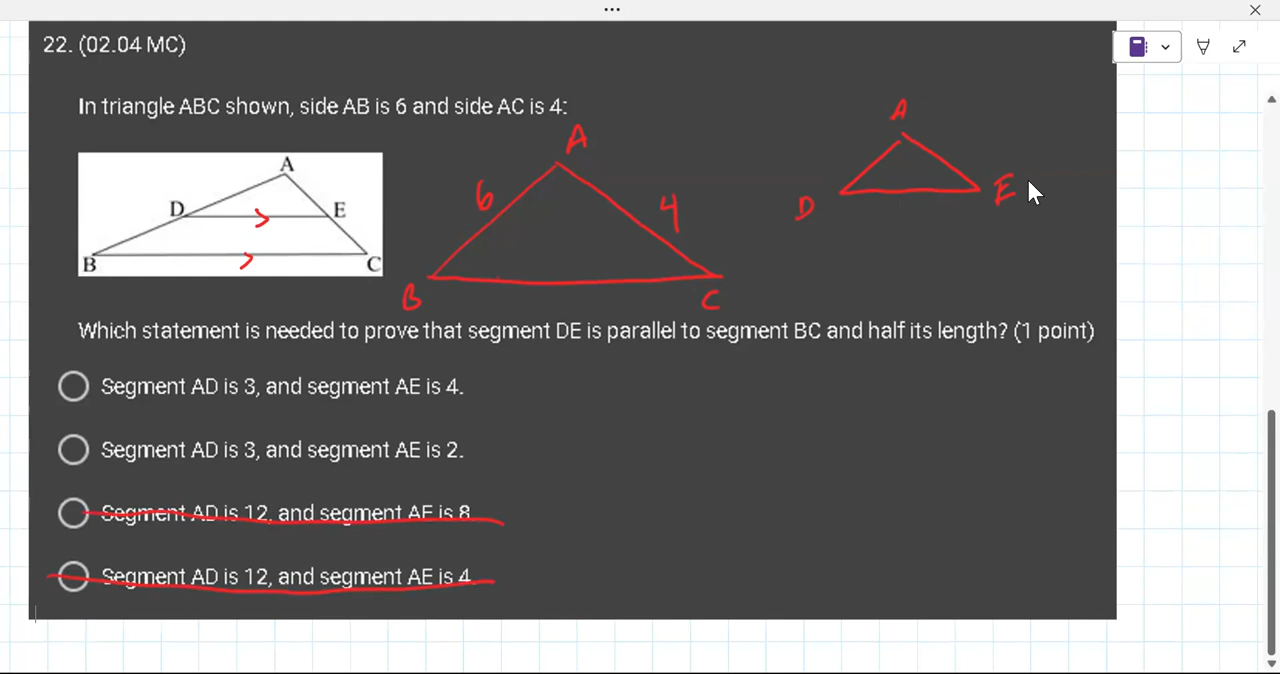 22. (02.04 MC)
In triangle ABC shown, side AB is 6 and side AC is 4:
A
D
E
B
C
A
6
4
B
C
A
D
E
Which statement is needed to prove that segment DE is parallel to segment BC and half its length? (1 point)
Segment AD is 3, and segment AE is 4.
Segment AD is 3, and segment AE is 2.
Segment AD is 12, and segment AE is 8
Segment AD is 12, and segment AE is 4